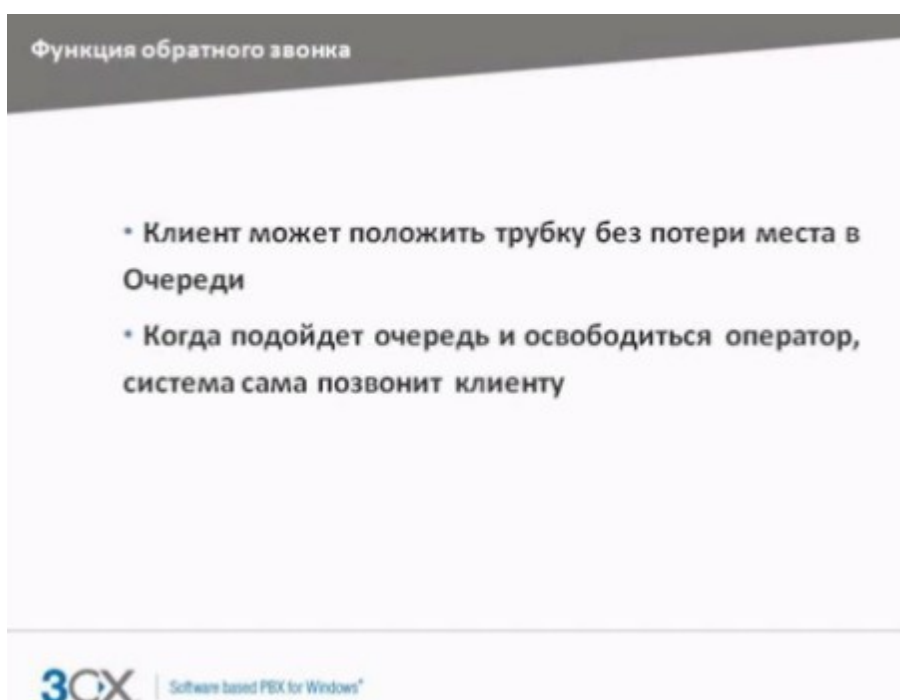 Функция обратного звонка
• Клиент может положить трубку без потери места в
Очереди
• Когда подойдет очередь и освободиться оператор,
система сама позвонит клиенту
3CX
Software based PBX for Windows®